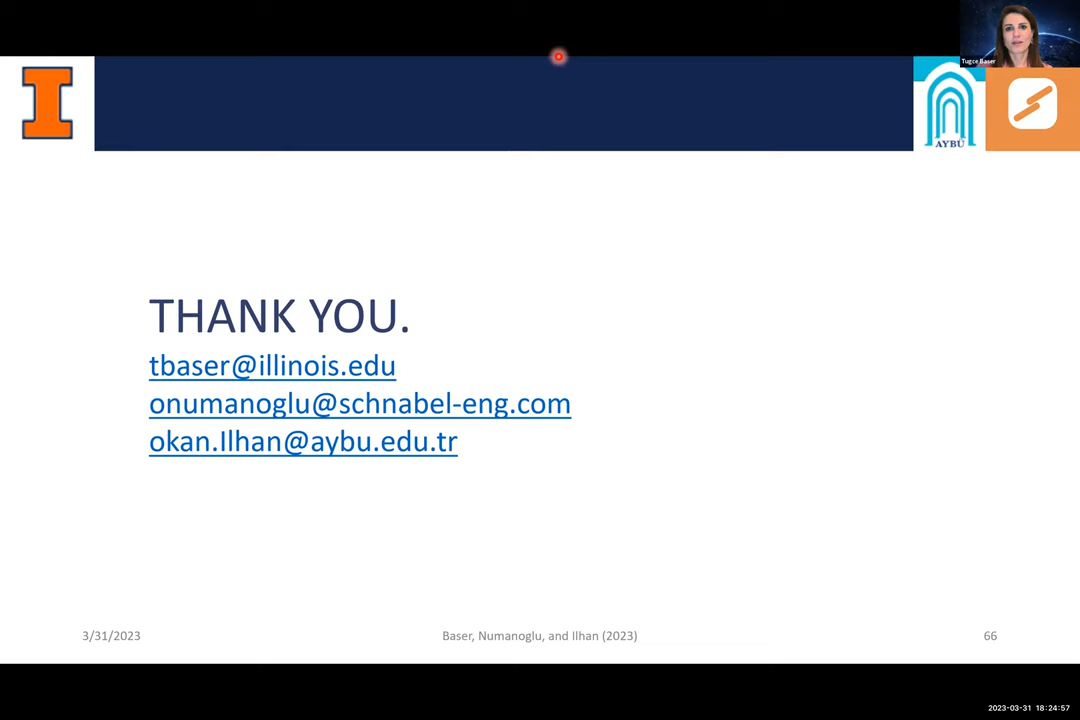 Tugce Baser
AYBÜ
THANK YOU.
tbaser@illinois.edu
onumanoglu@schnabel-eng.com
okan.Ilhan@aybu.edu.tr
3/31/2023
Baser, Numanoglu, and Ilhan (2023)
66
2023-03-31 18:24:57